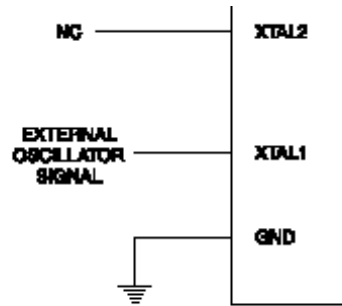 NC XTAL2
EXTERNAL
OSCILLATOR XTAL1
SIGNAL
GND